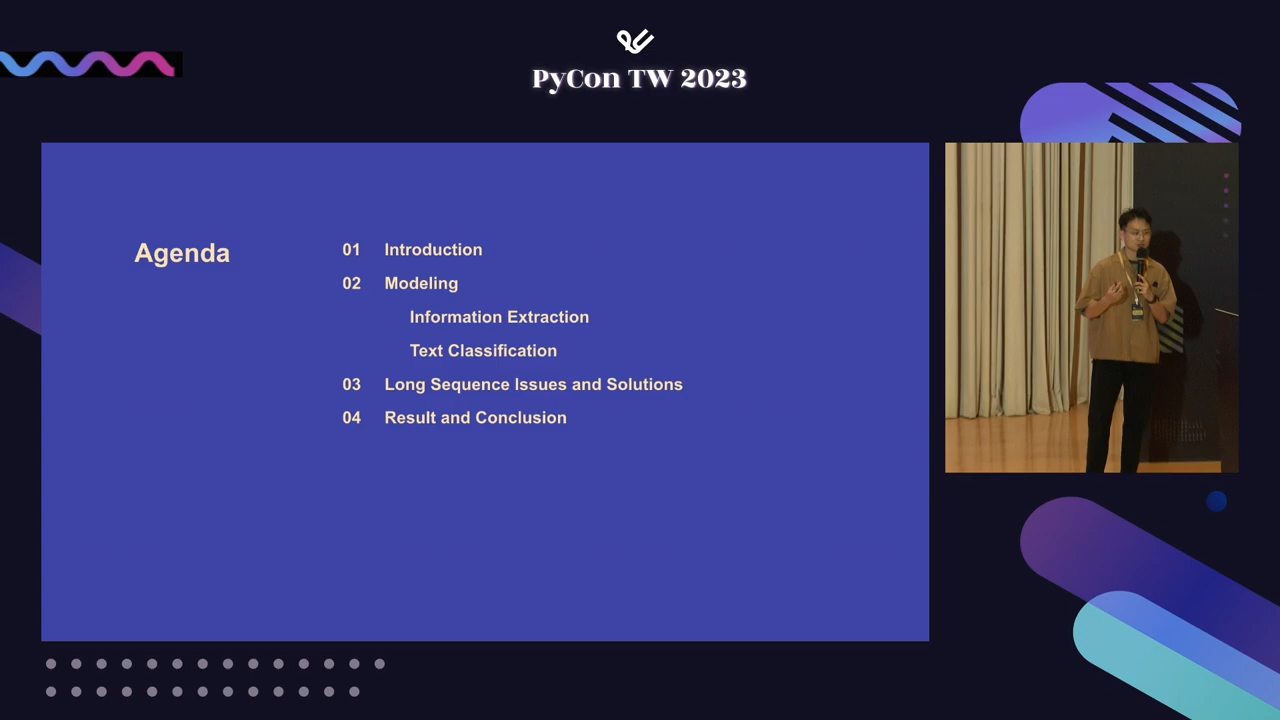 PyCon TW 2023
Agenda
01 Introduction
02 Modeling
Information Extraction
Text Classification
03 Long Sequence Issues and Solutions
04 Result and Conclusion